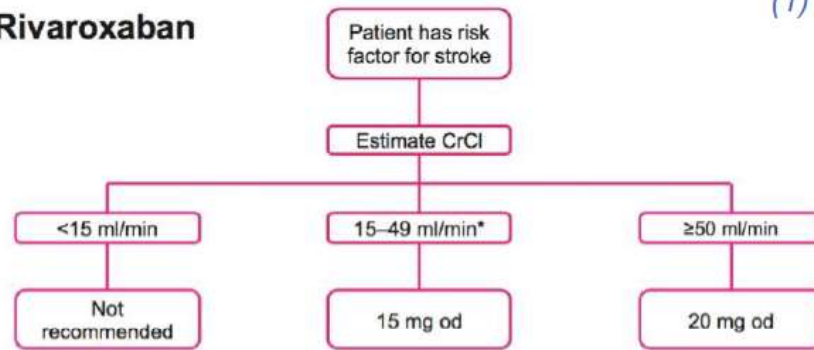 Rivaroxaban
(1)
Patient has risk
factor for stroke
Estimate CrCl
<15 ml/min
15–49 ml/min*
≥50 ml/min
Not
recommended
15 mg od
20 mg od